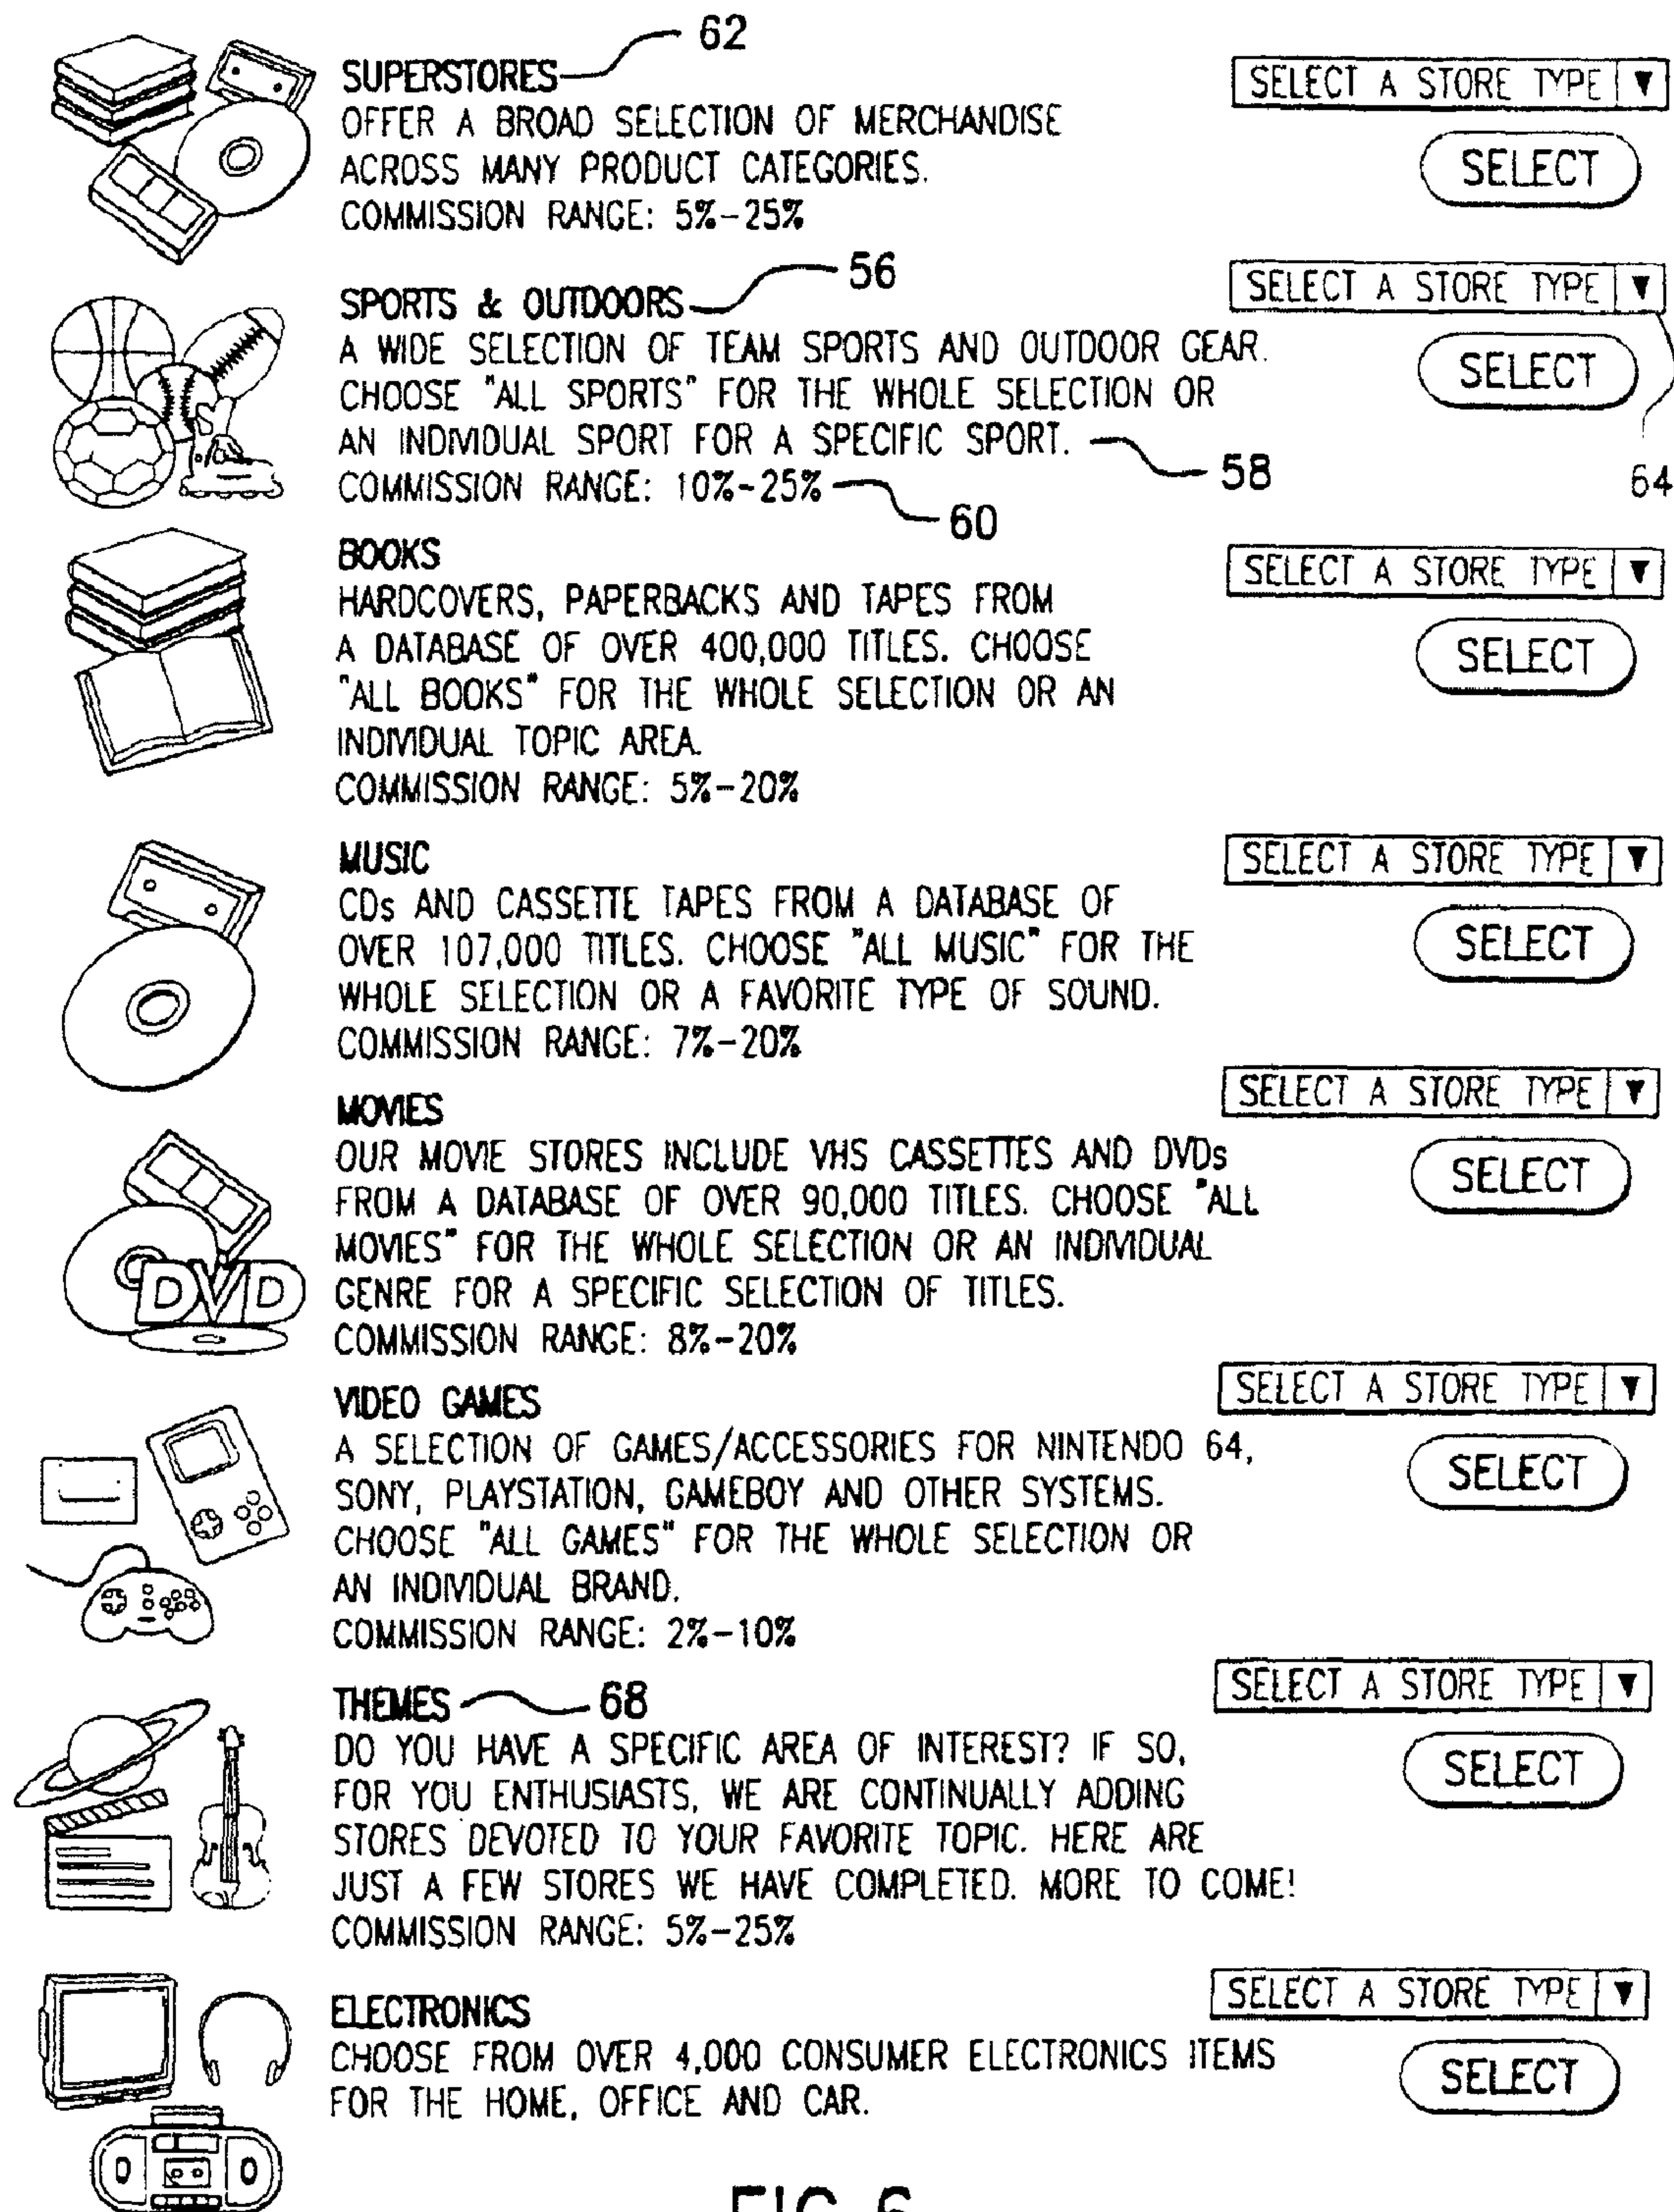 62
SUPERSTORES
SELECT A STORE TYPE ▼
OFFER A BROAD SELECTION OF MERCHANDISE
ACROSS MANY PRODUCT CATEGORIES.
SELECT
COMMISSION RANGE: 5%-25%
56
SPORTS & OUTDOORS
SELECT A STORE TYPE ▼
A WIDE SELECTION OF TEAM SPORTS AND OUTDOOR GEAR.
CHOOSE "ALL SPORTS" FOR THE WHOLE SELECTION OR
SELECT
AN INDIVIDUAL SPORT FOR A SPECIFIC SPORT.
58
64
COMMISSION RANGE: 10%-25%
60
BOOKS
SELECT A STORE TYPE ▼
HARDCOVERS, PAPERBACKS AND TAPES FROM
A DATABASE OF OVER 400,000 TITLES. CHOOSE
SELECT
"ALL BOOKS" FOR THE WHOLE SELECTION OR AN
INDIVIDUAL TOPIC AREA.
COMMISSION RANGE: 5%-20%
MUSIC
SELECT A STORE TYPE ▼
CDs AND CASSETTE TAPES FROM A DATABASE OF
OVER 107,000 TITLES. CHOOSE "ALL MUSIC" FOR THE
SELECT
WHOLE SELECTION OR A FAVORITE TYPE OF SOUND.
COMMISSION RANGE: 7%-20%
MOVIES
SELECT A STORE TYPE ▼
OUR MOVIE STORES INCLUDE VHS CASSETTES AND DVDs
SELECT
FROM A DATABASE OF OVER 90,000 TITLES. CHOOSE "ALL
MOVIES" FOR THE WHOLE SELECTION OR AN INDIVIDUAL
DVD
GENRE FOR A SPECIFIC SELECTION OF TITLES.
COMMISSION RANGE: 8%-20%
VIDEO GAMES
SELECT A STORE TYPE ▼
A SELECTION OF GAMES/ACCESSORIES FOR NINTENDO 64,
SELECT
SONY, PLAYSTATION, GAMEBOY AND OTHER SYSTEMS.
CHOOSE "ALL GAMES" FOR THE WHOLE SELECTION OR
AN INDIVIDUAL BRAND.
COMMISSION RANGE: 2%-10%
THEMES
68
SELECT A STORE TYPE ▼
DO YOU HAVE A SPECIFIC AREA OF INTEREST? IF SO,
SELECT
FOR YOU ENTHUSIASTS, WE ARE CONTINUALLY ADDING
STORES DEVOTED TO YOUR FAVORITE TOPIC. HERE ARE
JUST A FEW STORES WE HAVE COMPLETED. MORE TO COME!
COMMISSION RANGE: 5%-25%
ELECTRONICS
SELECT A STORE TYPE ▼
CHOOSE FROM OVER 4,000 CONSUMER ELECTRONICS ITEMS
SELECT
FOR THE HOME, OFFICE AND CAR.
FIG. 6